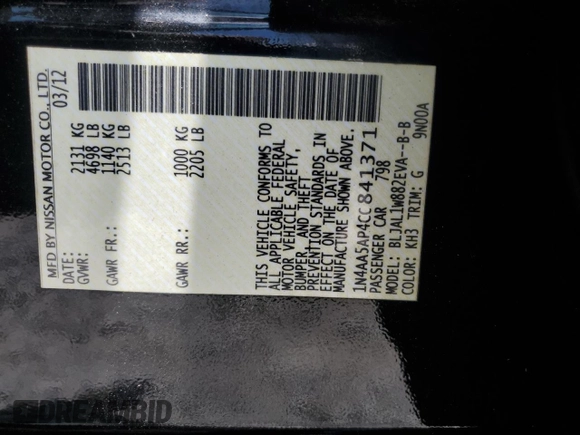 MFD BY NISSAN MOTOR CO., LTD.
DATE: 03/12
GVWR: 2131 KG
4698 LB
GAWR FR: 1140 KG
2513 LB
GAWR RR: 1000 KG
2205 LB
THIS VEHICLE CONFORMS TO
ALL APPLICABLE FEDERAL
MOTOR VEHICLE SAFETY,
BUMPER, AND THEFT
PREVENTION STANDARDS IN
EFFECT ON THE DATE OF
MANUFACTURE SHOWN ABOVE.
1N4AA5AP4CC841371
PASSENGER CAR 798
MODEL: BLJAL1W882EVA--B-B
COLOR: KH3 TRIM: G 9N00A
DREAMBID